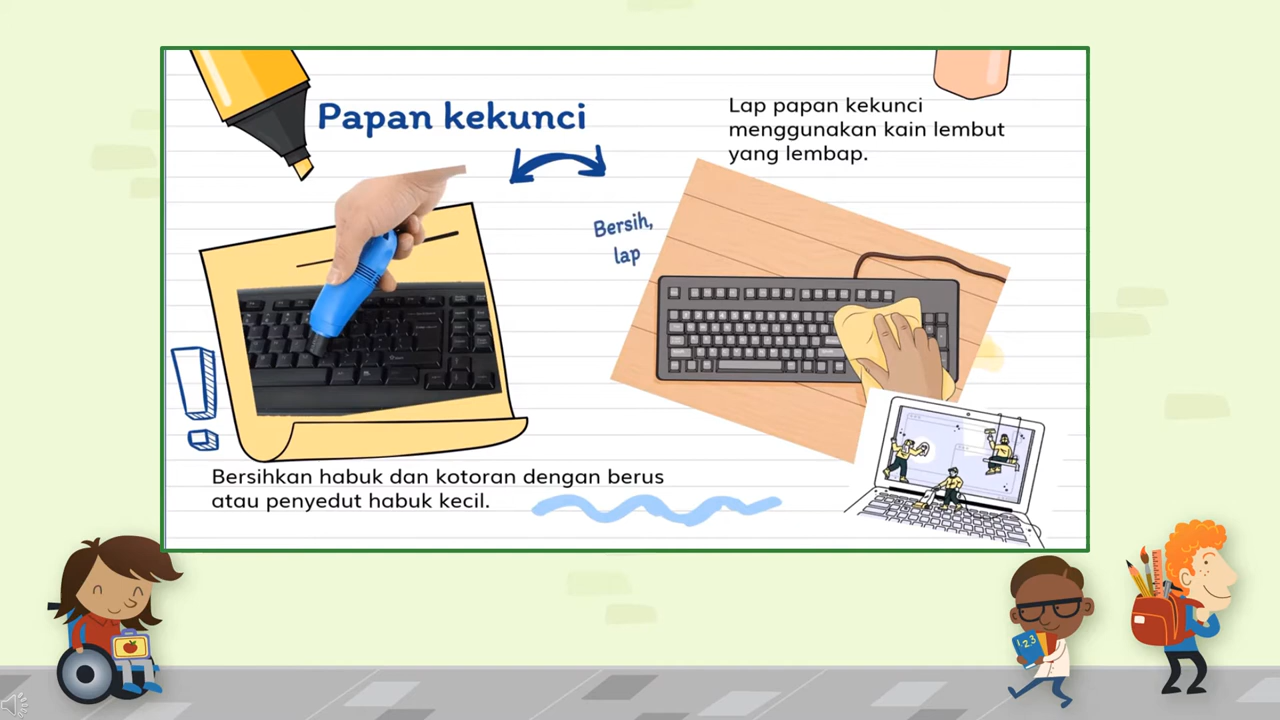 Papan kekunci
Lap papan kekunci
menggunakan kain lembut
yang lembap.
Bersih,
lap
Bersihkan habuk dan kotoran dengan berus
atau penyedut habuk kecil.
123